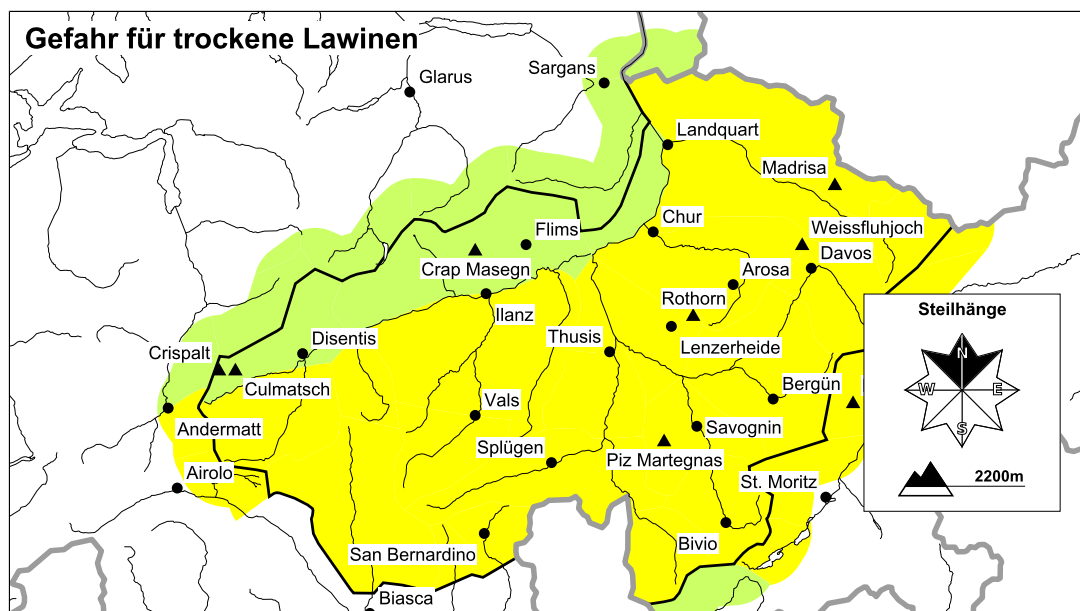 Gefahr für trockene Lawinen
Glarus
Sargans
Landquart
Madrisa
Chur
Weissfluhjoch
Flims
Davos
Crap Masegn
Arosa
Rothorn
Steilhänge
Ilanz
Disentis
Thusis
Lenzerheide
Crispalt
N
Culmatsch
Bergün
W E
Vals
Andermatt
Savognin
S
Splügen
Piz Martegnas
Airolo
St. Moritz
2200m
Bivio
San Bernardino
Biasca